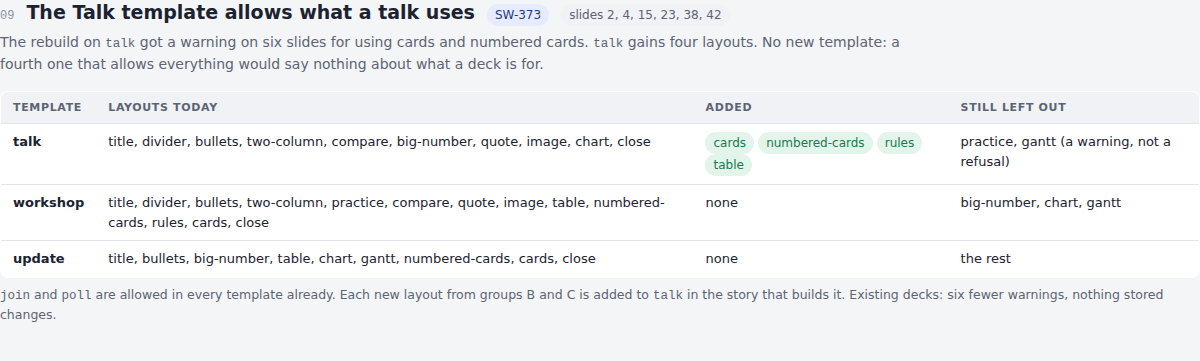 09 The Talk template allows what a talk uses SW-373 slides 2, 4, 15, 23, 38, 42
The rebuild on talk got a warning on six slides for using cards and numbered cards. talk gains four layouts. No new template: a
fourth one that allows everything would say nothing about what a deck is for.
TEMPLATE LAYOUTS TODAY ADDED STILL LEFT OUT
talk title, divider, bullets, two-column, compare, big-number, quote, image, chart, close cards numbered-cards rules practice, gantt (a warning, not a
table refusal)
workshop title, divider, bullets, two-column, practice, compare, quote, image, table, numbered- none big-number, chart, gantt
cards, rules, cards, close
update title, bullets, big-number, table, chart, gantt, numbered-cards, cards, close none the rest
join and poll are allowed in every template already. Each new layout from groups B and C is added to talk in the story that builds it. Existing decks: six fewer warnings, nothing stored
changes.